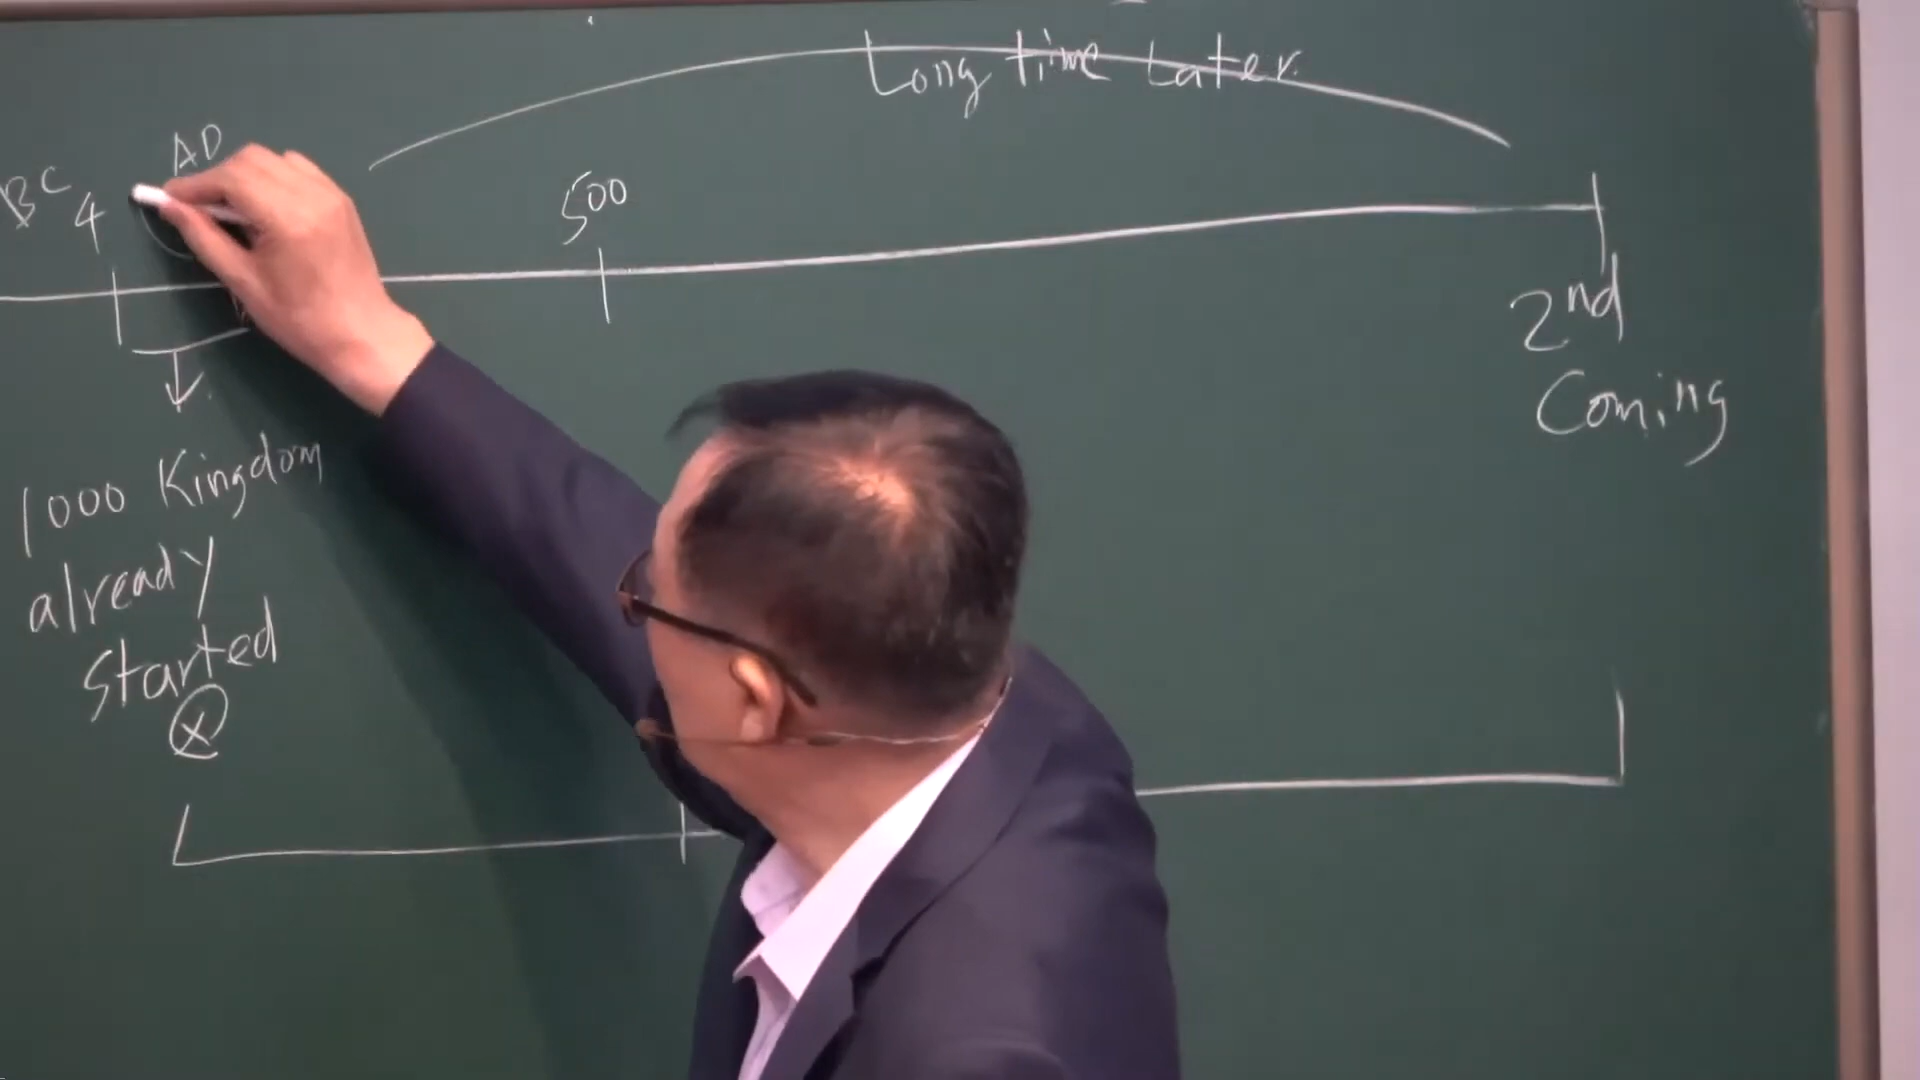 Long time Later.
AD
BC 4
500
2nd
Coming
1000 Kingdom
already
started